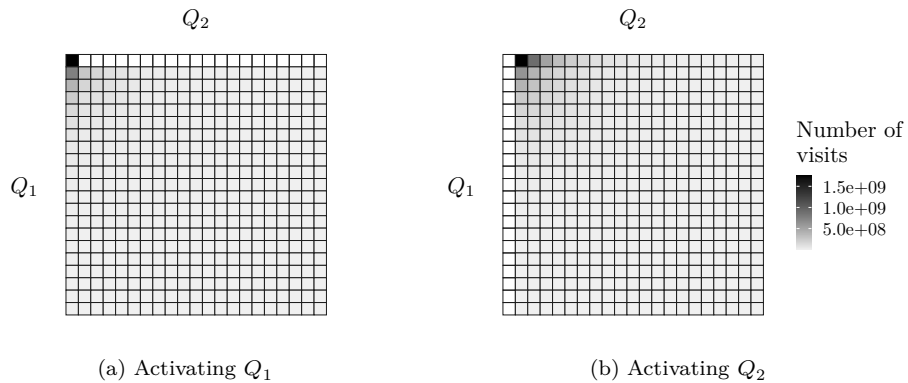 Q2
Q2
Q1
Q1
Number of
visits
1.5e+09
1.0e+09
5.0e+08
(a) Activating Q1
(b) Activating Q2